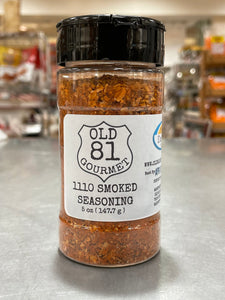 OLD
81
GOURMET
1110 SMOKED
SEASONING
5 oz (147.7 g)